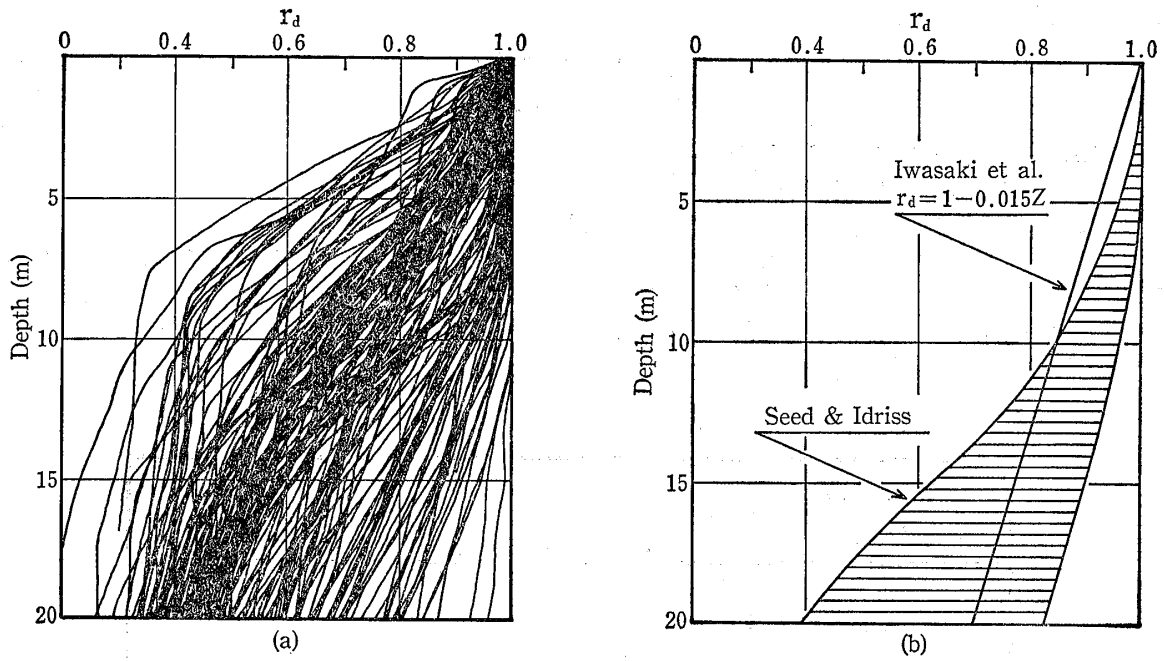 r_d
0 0.4 0.6 0.8 1.0
5
10
15
20
Depth (m)
(a)
r_d
0 0.4 0.6 0.8 1.0
Iwasaki et al.
r_d=1−0.015Z
5
10
Seed & Idriss
15
20
Depth (m)
(b)